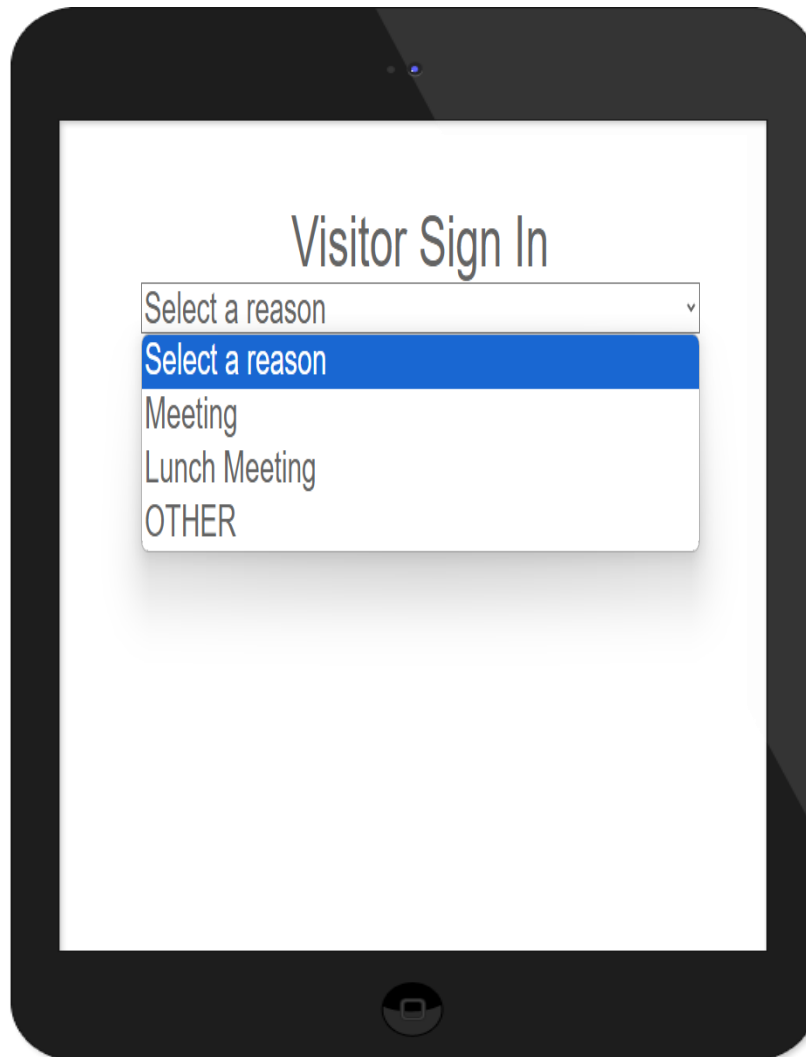 Visitor Sign In
Select a reason
Select a reason
Meeting
Lunch Meeting
OTHER